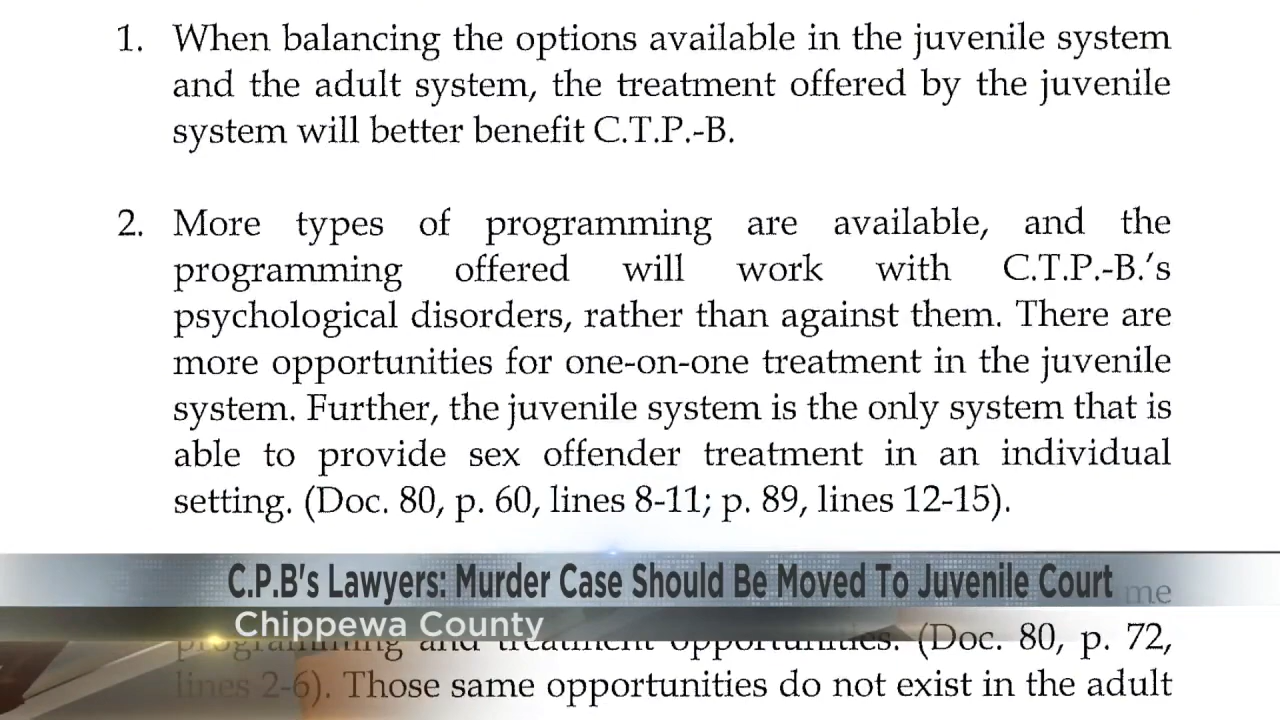 1. When balancing the options available in the juvenile system
and the adult system, the treatment offered by the juvenile
system will better benefit C.T.P.-B.
2. More types of programming are available, and the
programming offered will work with C.T.P.-B.'s
psychological disorders, rather than against them. There are
more opportunities for one-on-one treatment in the juvenile
system. Further, the juvenile system is the only system that is
able to provide sex offender treatment in an individual
setting. (Doc. 80, p. 60, lines 8-11; p. 89, lines 12-15).
C.P.B's Lawyers: Murder Case Should Be Moved To Juvenile Court
me
Chippewa County
programming and treatment opportunities. (Doc. 80, p. 72,
lines 2-6). Those same opportunities do not exist in the adult